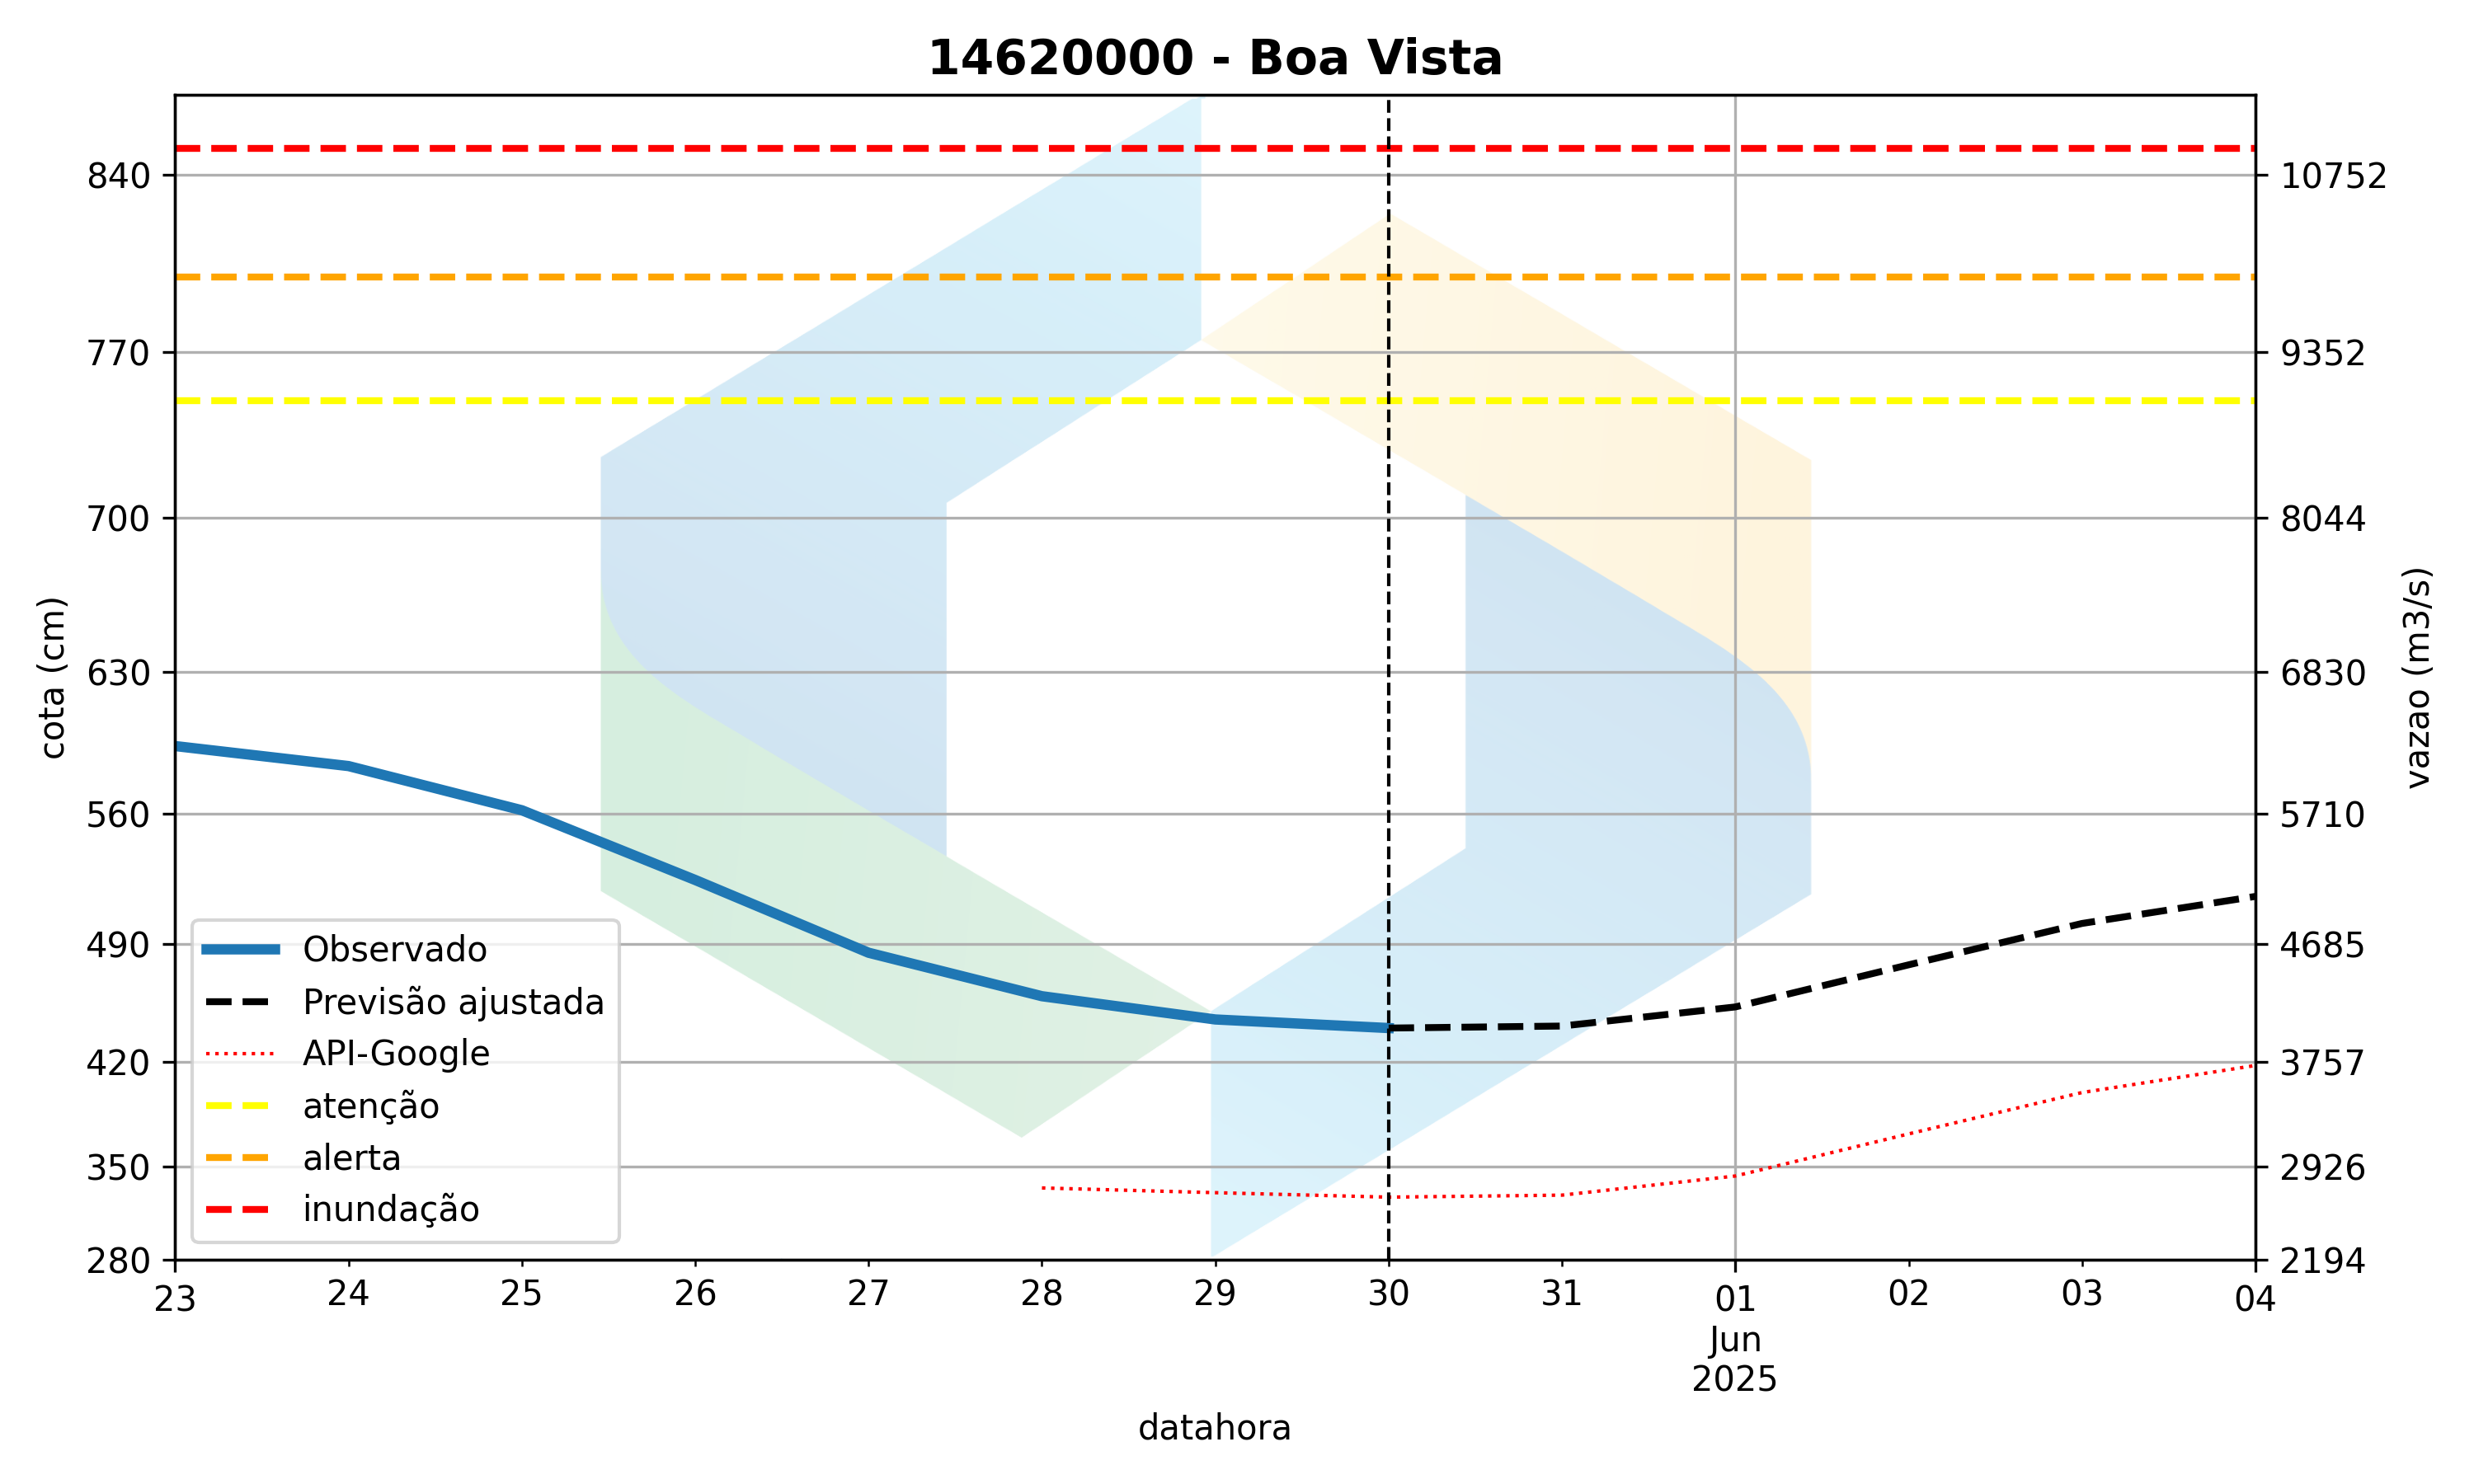 14620000 - Boa Vista
840
770
700
630
560
490
420
350
280
cota (cm)
10752
9352
8044
6830
5710
4685
3757
2926
2194
vazao (m3/s)
Observado
Previsão ajustada
API-Google
atenção
alerta
inundação
23 24 25 26 27 28 29 30 31 01 02 03 04
Jun
2025
datahora